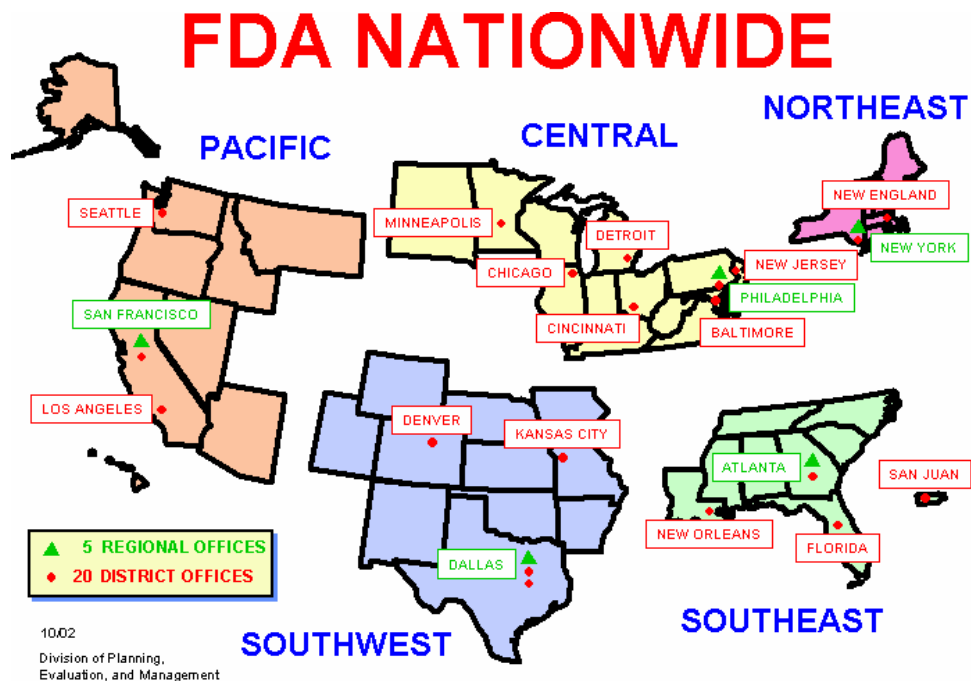 FDA NATIONWIDE
NORTHEAST
CENTRAL
PACIFIC
NEW ENGLAND
SEATTLE
MINNEAPOLIS
DETROIT
NEW YORK
NEW JERSEY
CHICAGO
PHILADELPHIA
SAN FRANCISCO
CINCINNATI
BALTIMORE
LOS ANGELES
DENVER
KANSAS CITY
ATLANTA
SAN JUAN
NEW ORLEANS
FLORIDA
5 REGIONAL OFFICES
20 DISTRICT OFFICES
DALLAS
SOUTHEAST
SOUTHWEST
10/02
Division of Planning,
Evaluation, and Management